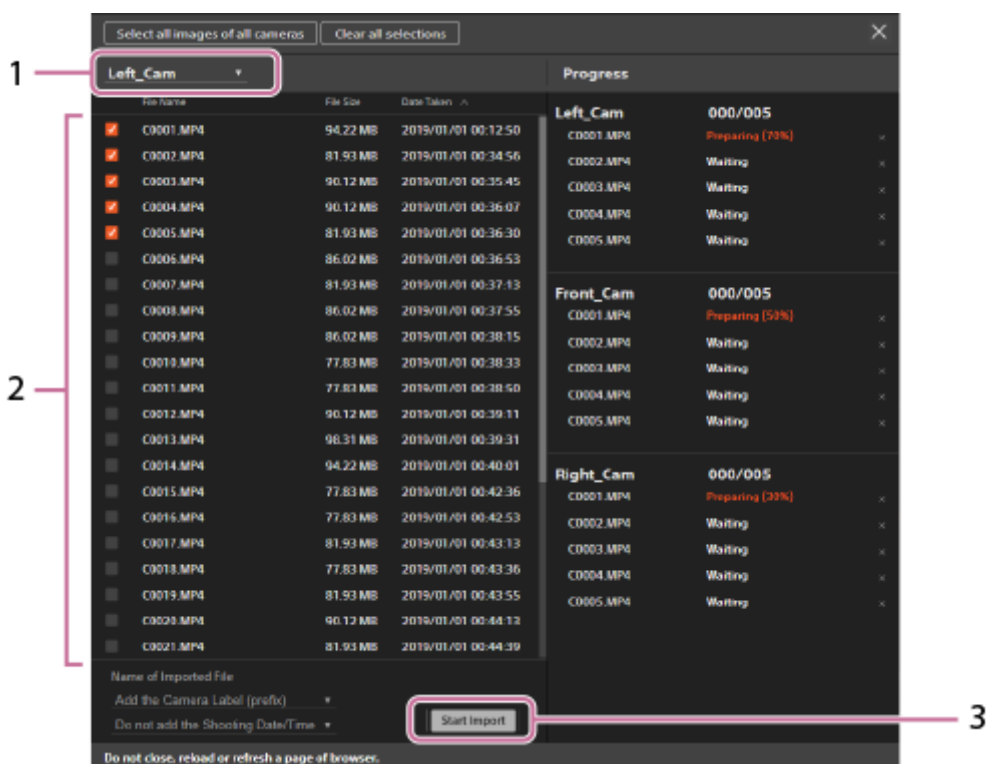 Select all images of all cameras Clear all selections ×
1 Left_Cam ▼ Progress
File Name File Size Date Taken
C0001.MP4 94.22 MB 2019/01/01 00:12:50
C0002.MP4 81.93 MB 2019/01/01 00:34:56
C0003.MP4 90.12 MB 2019/01/01 00:35:45
C0004.MP4 90.12 MB 2019/01/01 00:36:07
C0005.MP4 81.93 MB 2019/01/01 00:36:30
C0006.MP4 86.02 MB 2019/01/01 00:36:53
C0007.MP4 81.93 MB 2019/01/01 00:37:13
C0008.MP4 86.02 MB 2019/01/01 00:37:55
C0009.MP4 86.02 MB 2019/01/01 00:38:15
C0010.MP4 77.83 MB 2019/01/01 00:38:33
2
C0011.MP4 77.83 MB 2019/01/01 00:38:50
C0012.MP4 90.12 MB 2019/01/01 00:39:11
C0013.MP4 98.31 MB 2019/01/01 00:39:31
C0014.MP4 94.22 MB 2019/01/01 00:40:01
C0015.MP4 77.83 MB 2019/01/01 00:42:36
C0016.MP4 77.83 MB 2019/01/01 00:42:53
C0017.MP4 81.93 MB 2019/01/01 00:43:13
C0018.MP4 77.83 MB 2019/01/01 00:43:36
C0019.MP4 81.93 MB 2019/01/01 00:43:55
C0020.MP4 90.12 MB 2019/01/01 00:44:13
C0021.MP4 81.93 MB 2019/01/01 00:44:39
Left_Cam 000/005
C0001.MP4 Preparing [70%]
C0002.MP4 Waiting
C0003.MP4 Waiting
C0004.MP4 Waiting
C0005.MP4 Waiting
Front_Cam 000/005
C0001.MP4 Preparing [50%]
C0002.MP4 Waiting
C0003.MP4 Waiting
C0004.MP4 Waiting
C0005.MP4 Waiting
Right_Cam 000/005
C0001.MP4 Preparing [30%]
C0002.MP4 Waiting
C0003.MP4 Waiting
C0004.MP4 Waiting
C0005.MP4 Waiting
Name of Imported File
Add the Camera Label (prefix)
Do not add the Shooting Date/Time
Start Import
3
Do not close, reload or refresh a page of browser.